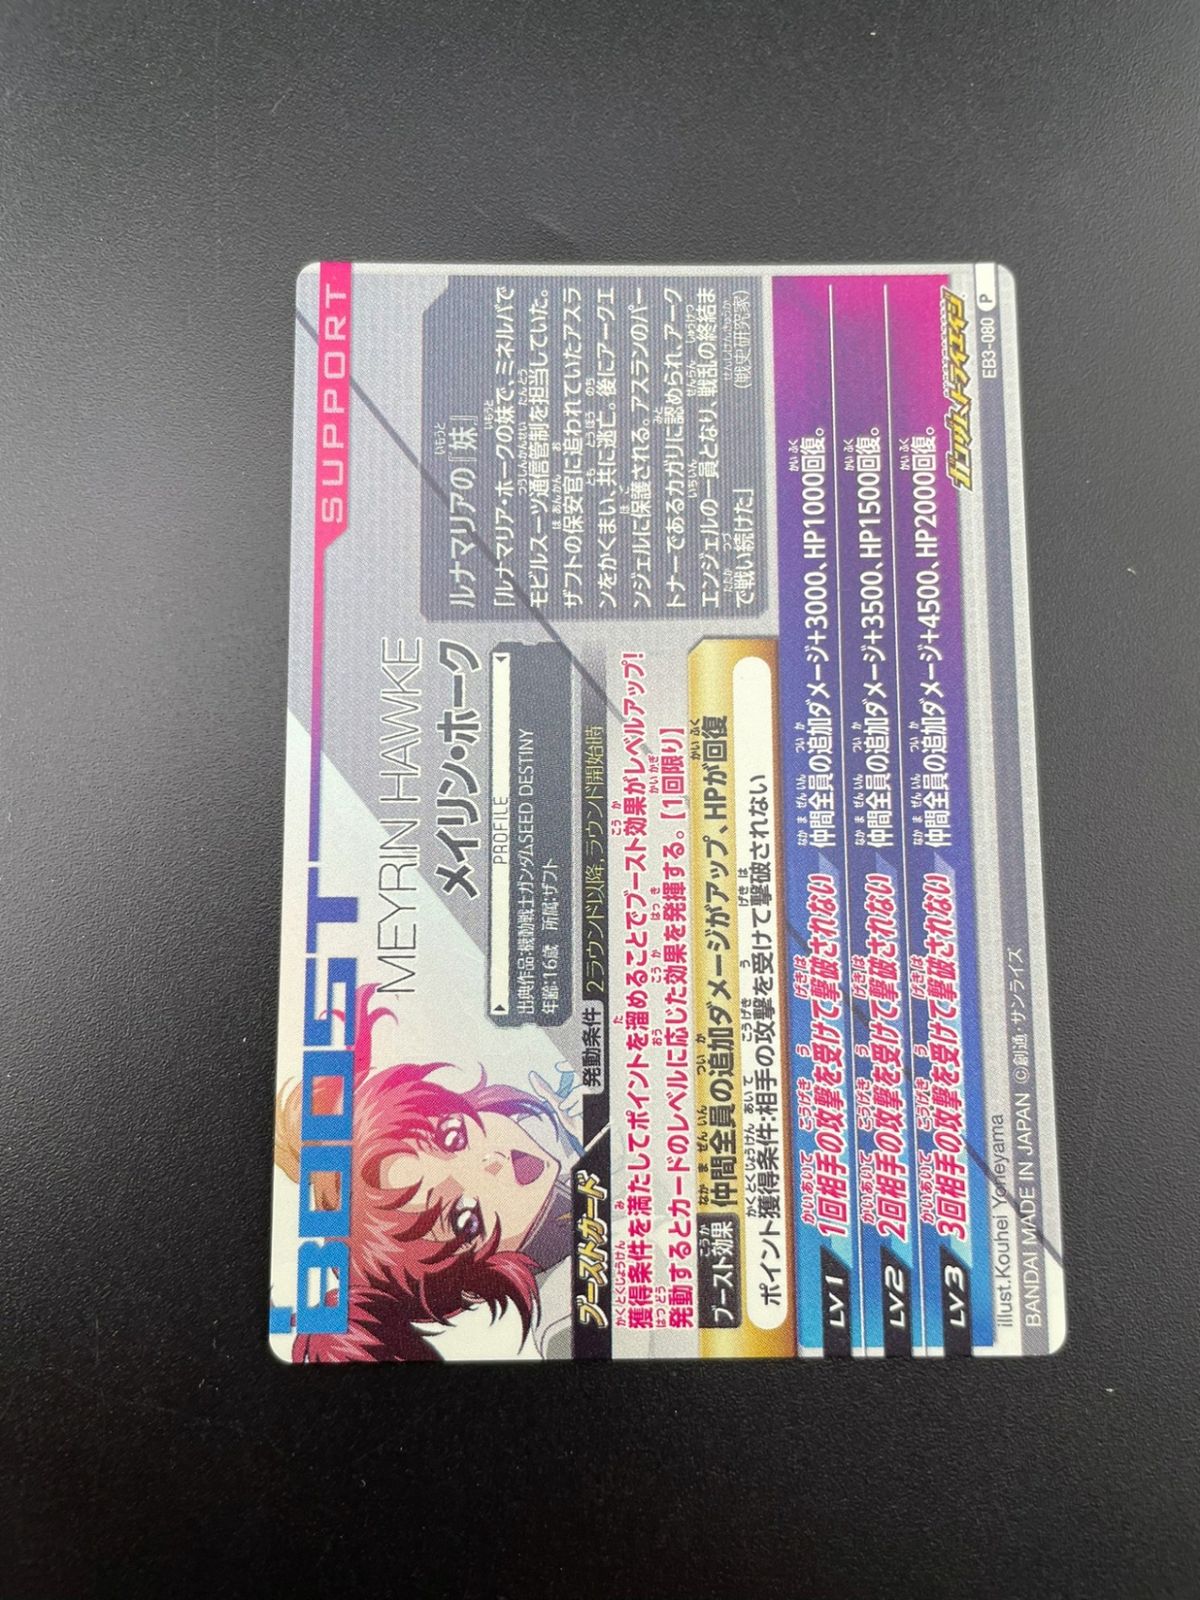 BOOST
SUPPORT
MEYRIN HAWKE
メイリン・ホーク
PROFILE
出典作品:機動戦士ガンダムSEED DESTINY
年齢:16歳 所属:ザフト
ルナマリアの『妹』
「ルナマリア・ホークの妹で、ミネルバで
モビルスーツ通信管制を担当していた。
ザフトの保安官に追われていたアスラ
ンをかくまい、共に逃亡。後にアークエ
ンジェルに保護される。アスランのパー
トナーであるカガリに認められ、アーク
エンジェルの一員となり、戦乱の終結ま
で戦い続けた」
(戦史研究家)
ブーストカード
発動条件 2ラウンド以降、ラウンド開始時
獲得条件を満たしてポイントを溜めることでブースト効果がレベルアップ!
発動するとカードのレベルに応じた効果を発揮する。【1回限り】
ブースト効果 仲間全員の追加ダメージがアップ、HPが回復
ポイント獲得条件:相手の攻撃を受けて撃破されない
LV1 1回相手の攻撃を受けて撃破されない 仲間全員の追加ダメージ+3000、HP1000回復。
LV2 2回相手の攻撃を受けて撃破されない 仲間全員の追加ダメージ+3500、HP1500回復。
LV3 3回相手の攻撃を受けて撃破されない 仲間全員の追加ダメージ+4500、HP2000回復。
illust.Kouhei Yoneyama
BANDAI MADE IN JAPAN ©創通・サンライズ
ガンダムトライエイジ
EB3-080 P